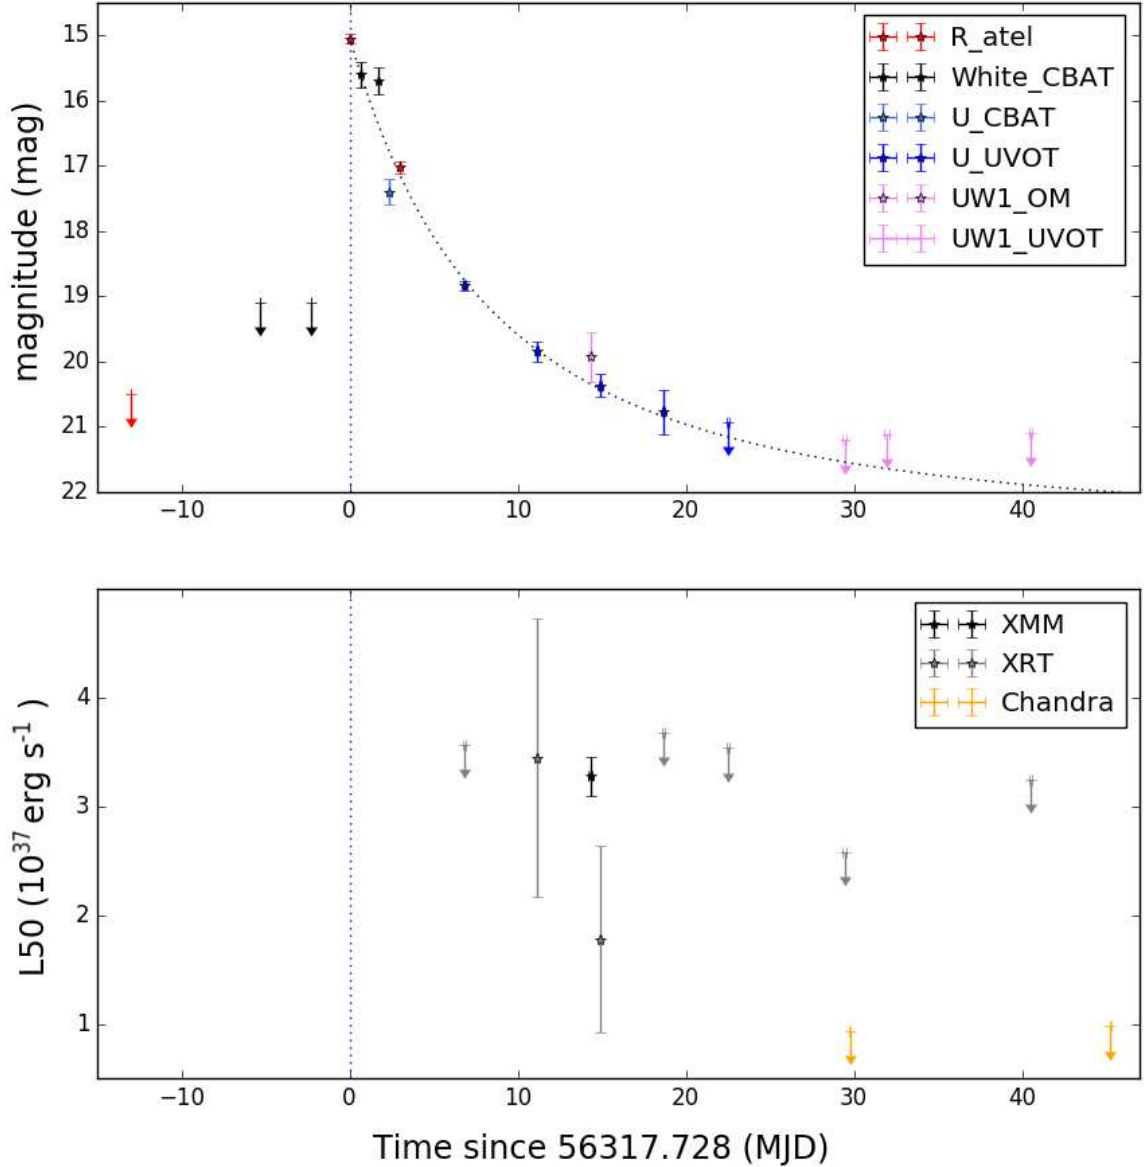 magnitude (mag)
15
16
17
18
19
20
21
22
R_atel
White_CBAT
U_CBAT
U_UVOT
UW1_OM
UW1_UVOT
−10 0 10 20 30 40
L50 (10^37 erg s^-1 )
4
3
2
1
XMM
XRT
Chandra
−10 0 10 20 30 40
Time since 56317.728 (MJD)